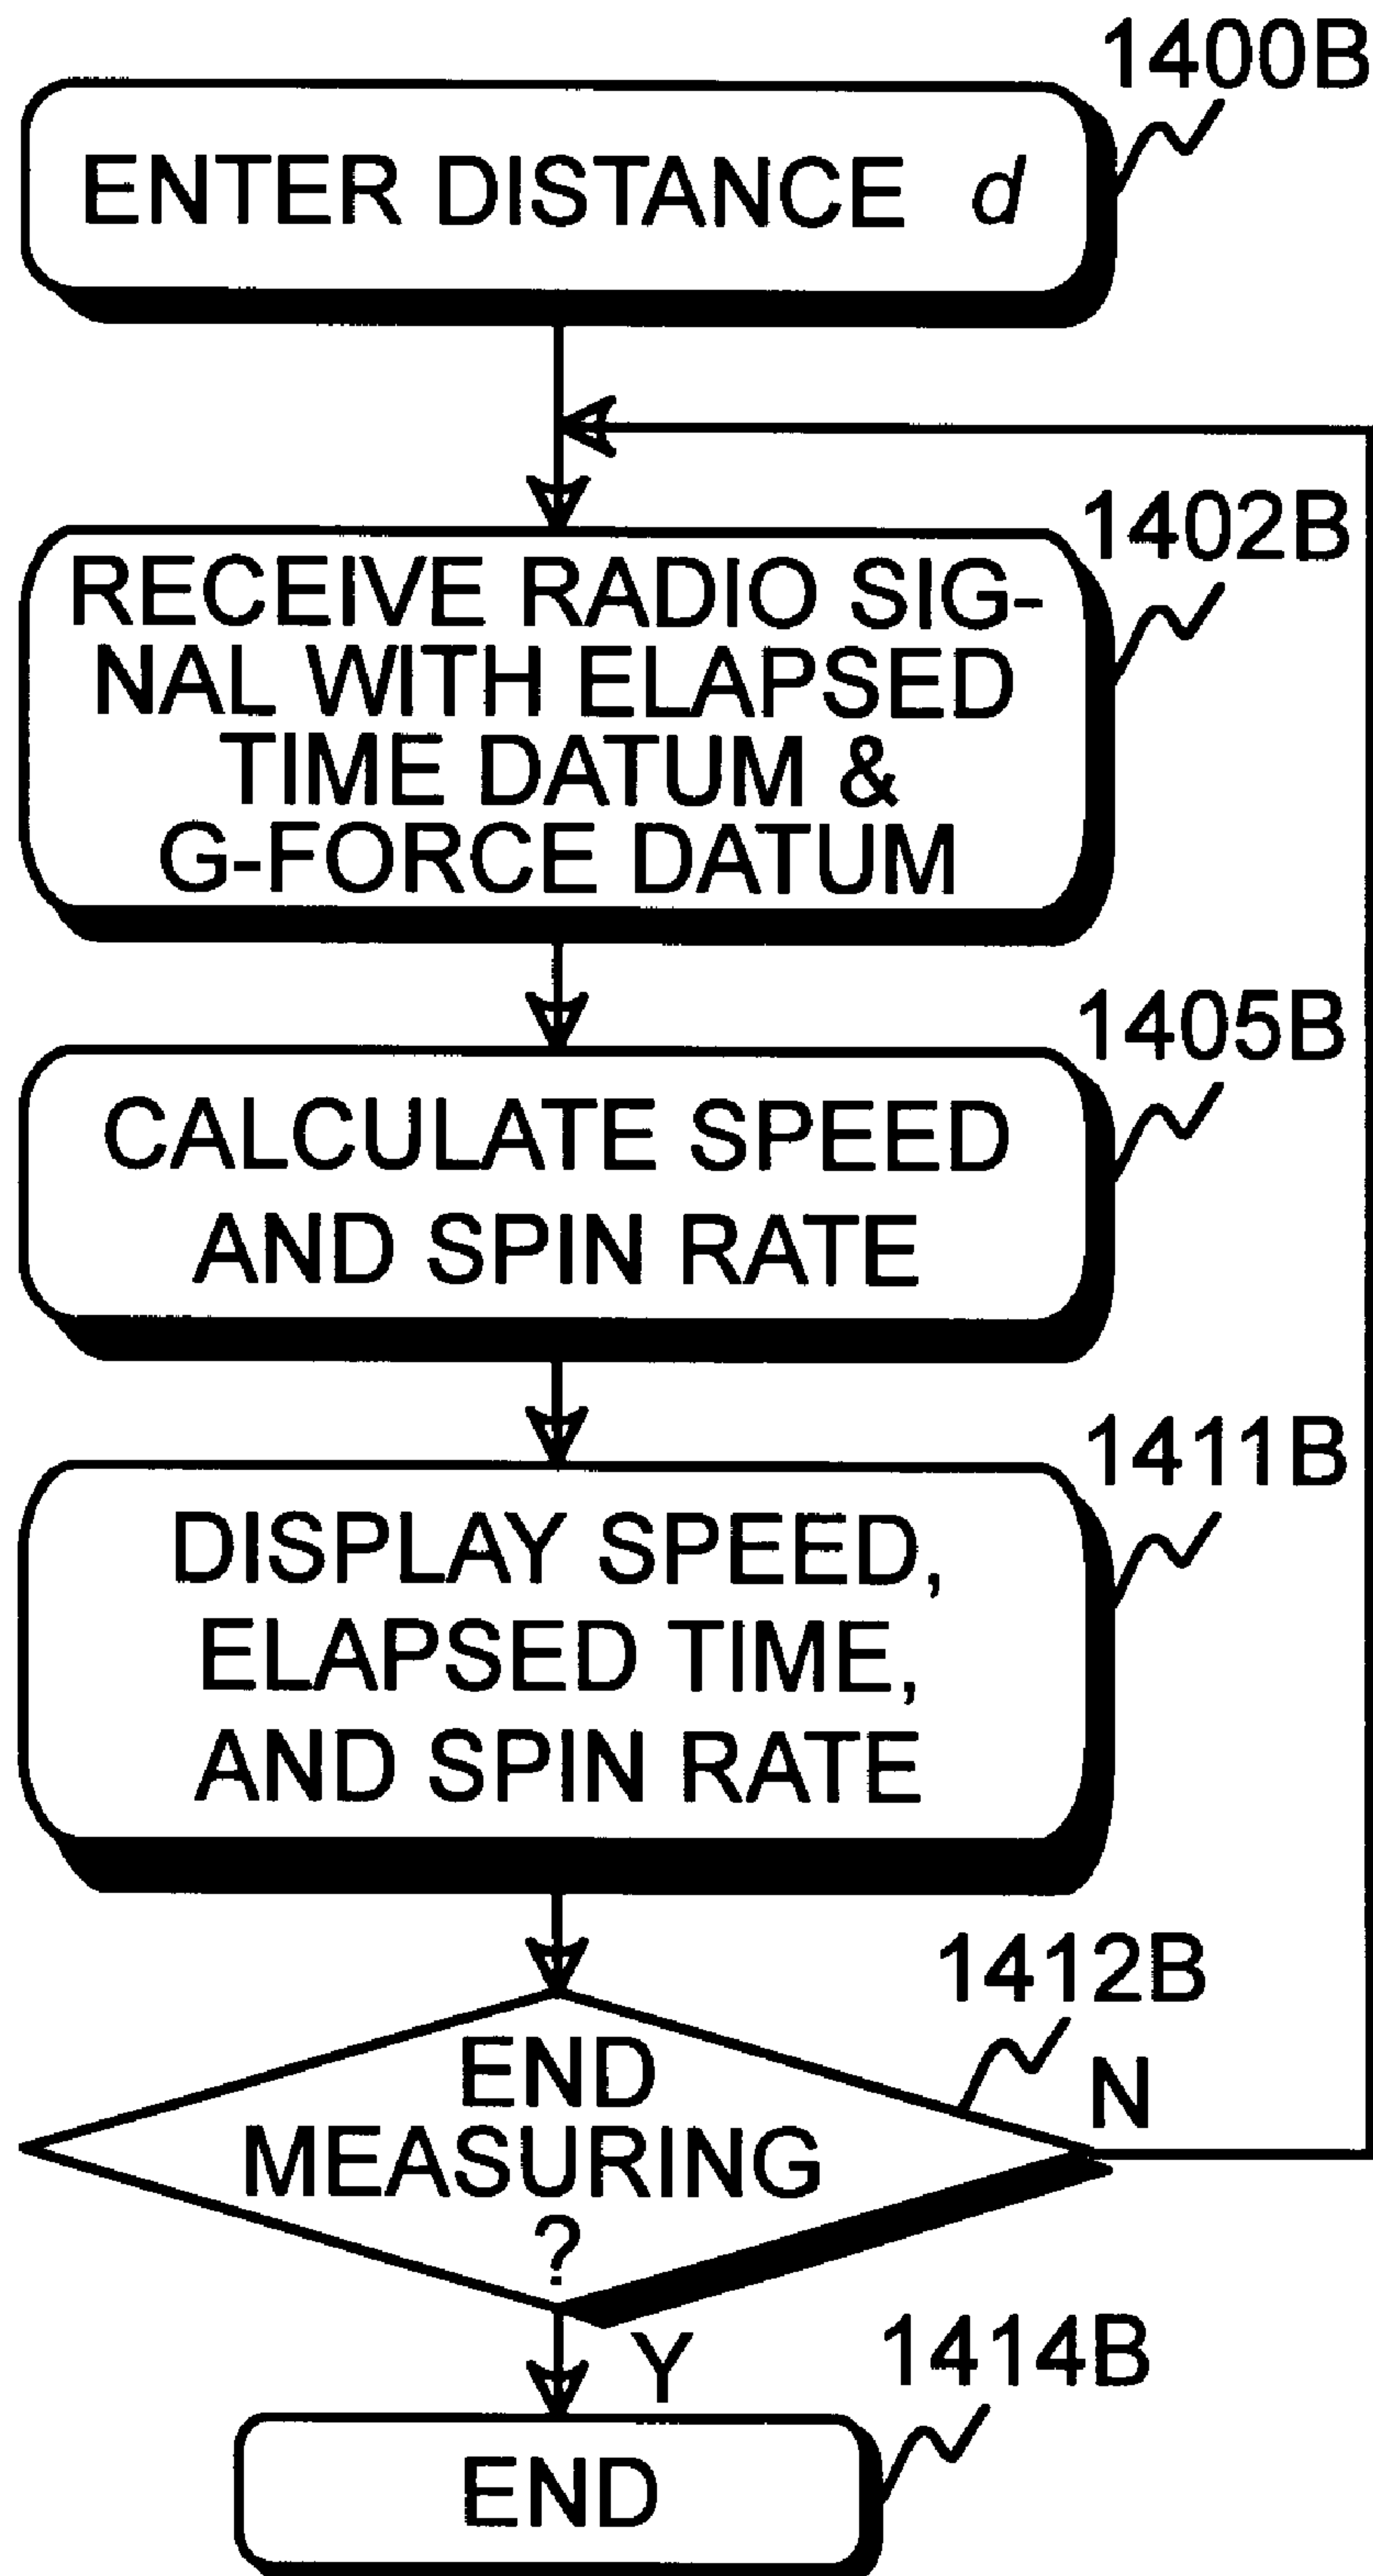 1400B
ENTER DISTANCE d
1402B
RECEIVE RADIO SIG-
NAL WITH ELAPSED
TIME DATUM &
G-FORCE DATUM
1405B
CALCULATE SPEED
AND SPIN RATE
1411B
DISPLAY SPEED,
ELAPSED TIME,
AND SPIN RATE
1412B
END
MEASURING
?
N
Y
1414B
END